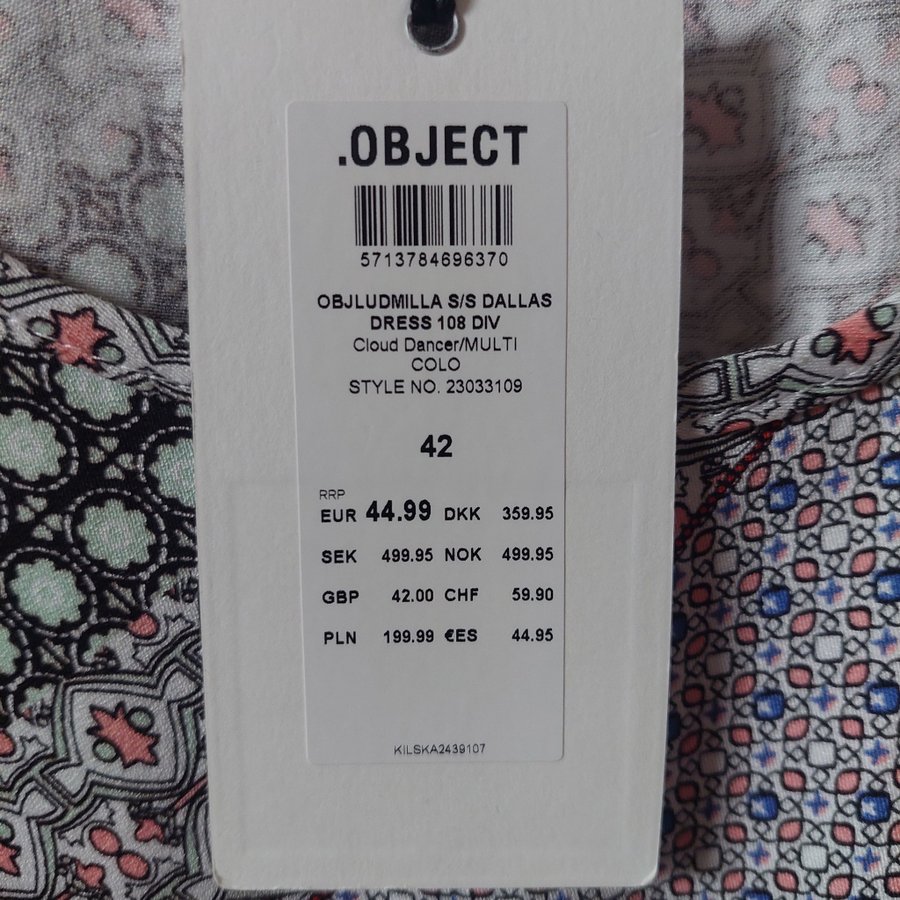 .OBJECT
5713784696370
OBJLUDMILLA S/S DALLAS
DRESS 108 DIV
Cloud Dancer/MULTI
COLO
STYLE NO. 23033109
42
RRP
EUR 44.99 DKK 359.95
SEK 499.95 NOK 499.95
GBP 42.00 CHF 59.90
PLN 199.99 €ES 44.95
KILSKA2439107